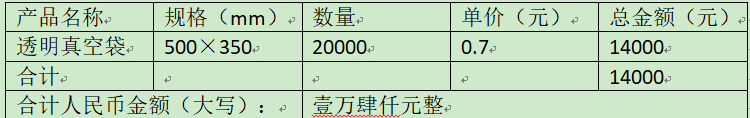 产品名称 规格（mm） 数量 单价（元） 总金额（元）
透明真空袋 500×350 20000 0.7 14000
合计 14000
合计人民币金额（大写）： 壹万肆仟元整